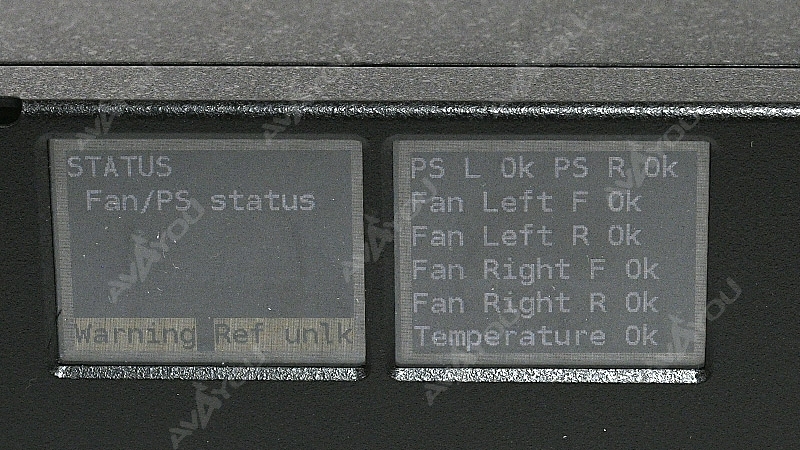 STATUS
Fan/PS status
Warning Ref unlk
PS L Ok PS R Ok
Fan Left F Ok
Fan Left R Ok
Fan Right F Ok
Fan Right R Ok
Temperature Ok
AVAYOU